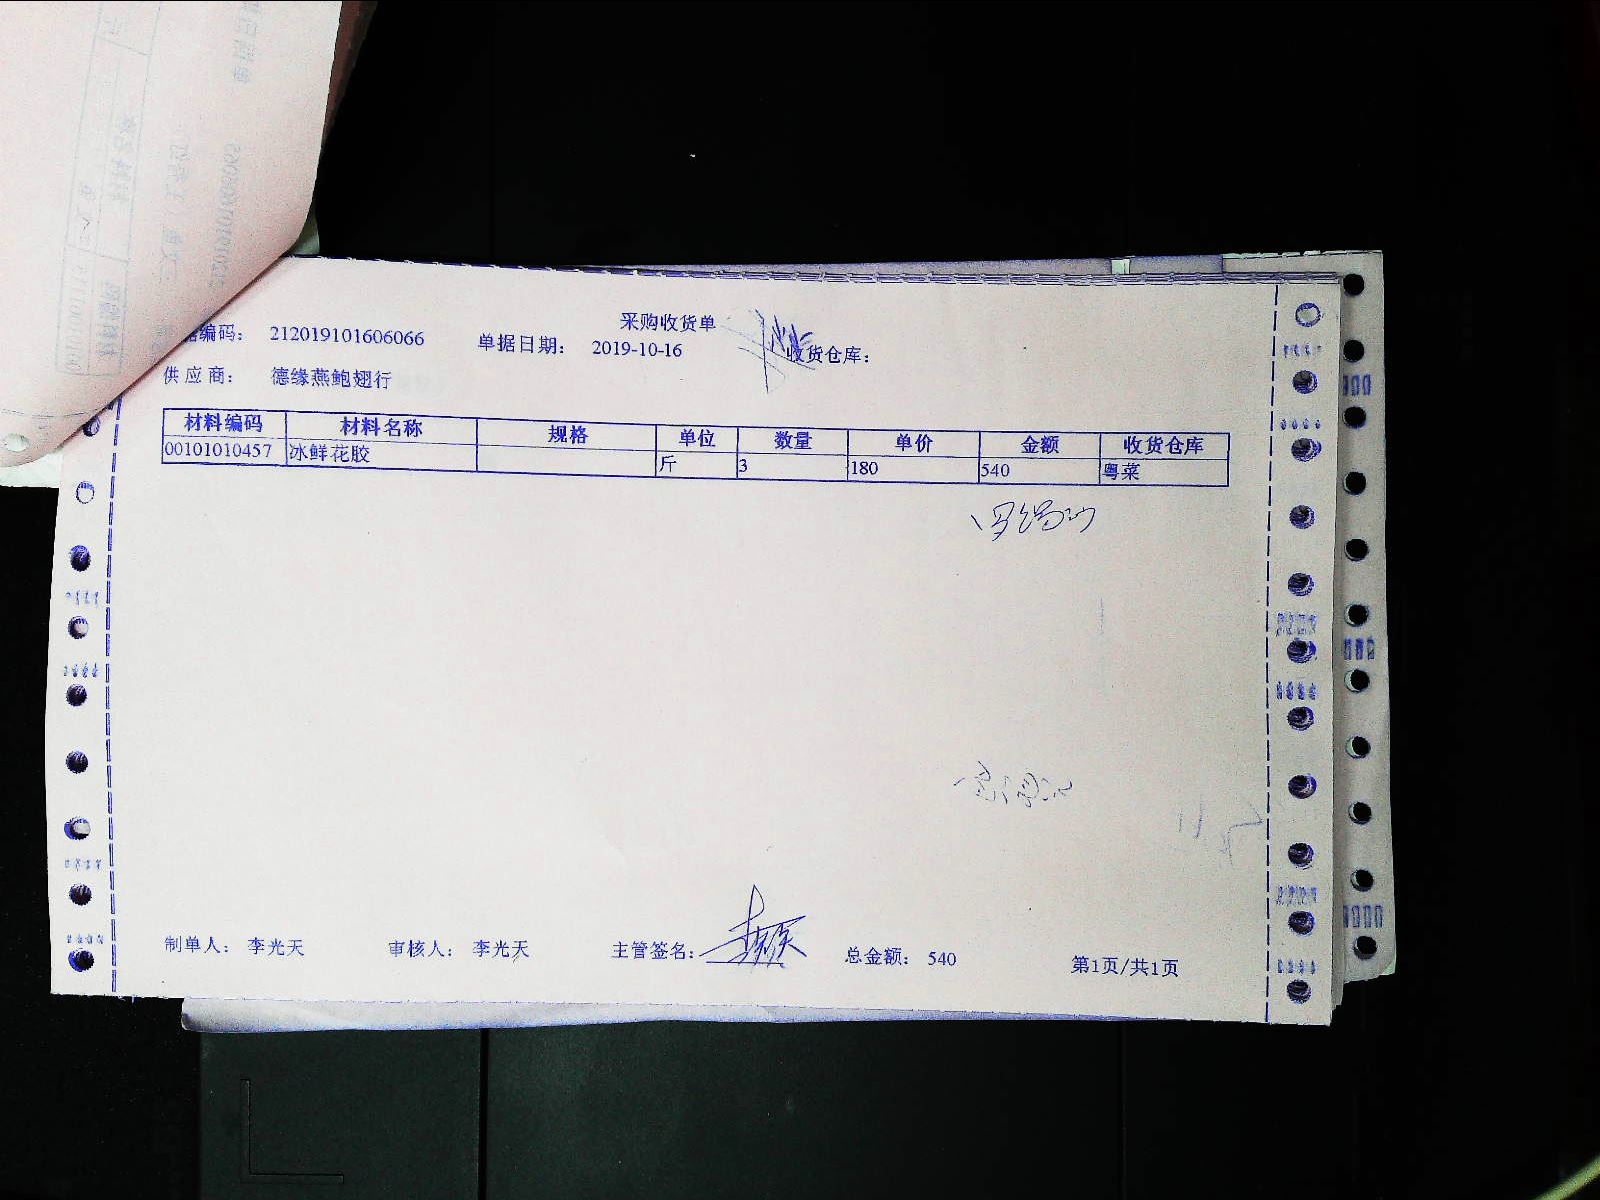 采购收货单
编码： 212019101606066 单据日期： 2019-10-16 收货仓库：
供应商： 德缘燕鲍翅行
材料编码 材料名称 规格 单位 数量 单价 金额 收货仓库
00101010457 冰鲜花胶 斤 3 180 540 粤菜
制单人： 李光天 审核人： 李光天 主管签名： 总金额： 540 第1页/共1页